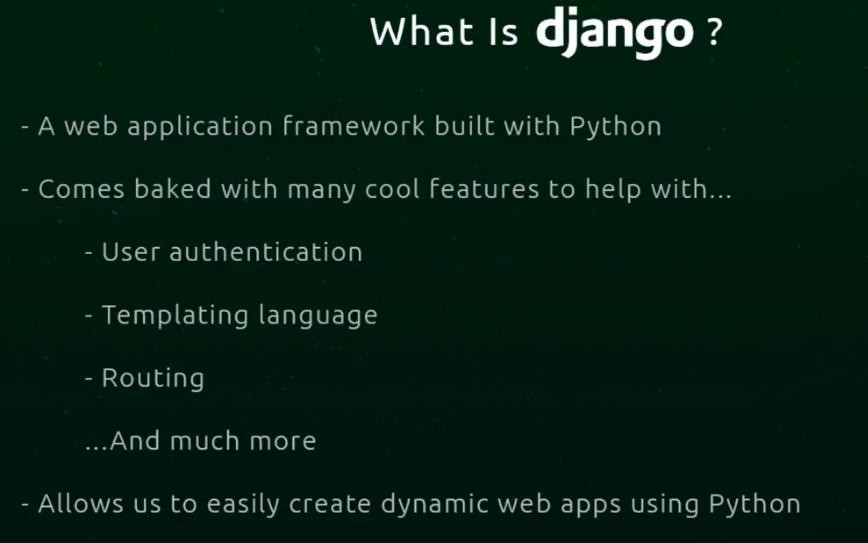 What Is django ?
- A web application framework built with Python
- Comes baked with many cool features to help with...
- User authentication
- Templating language
- Routing
...And much more
- Allows us to easily create dynamic web apps using Python